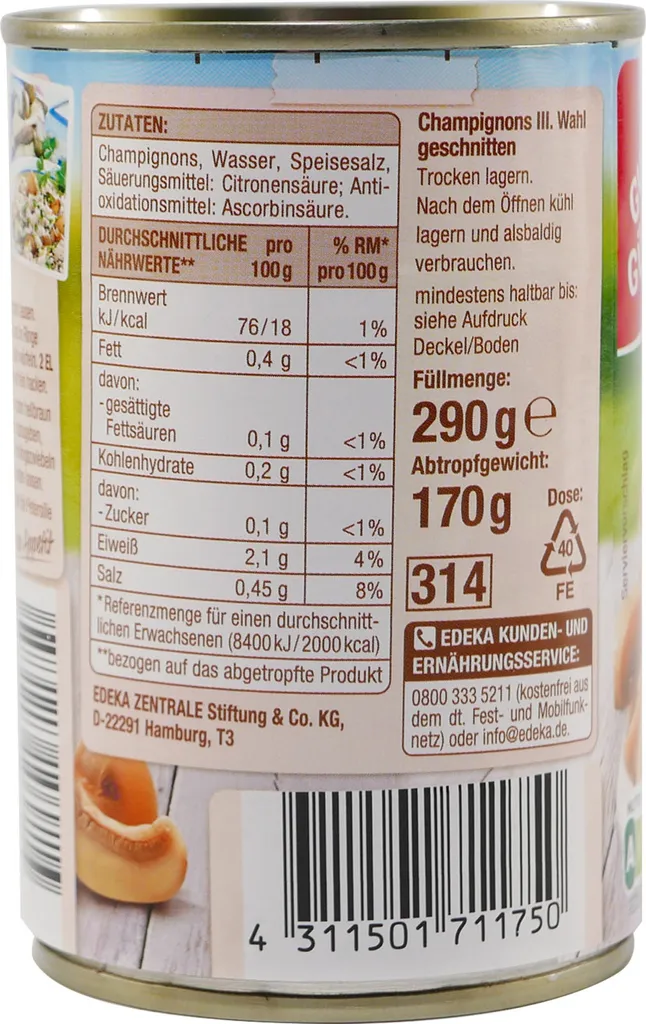 ZUTATEN:
Champignons, Wasser, Speisesalz,
Säuerungsmittel: Citronensäure; Anti-
oxidationsmittel: Ascorbinsäure.
DURCHSCHNITTLICHE pro % RM*
NÄHRWERTE** 100g pro 100g
Brennwert
kJ/kcal 76/18 1%
Fett 0,4 g <1%
davon:
-gesättigte
Fettsäuren 0,1 g <1%
Kohlenhydrate 0,2 g <1%
davon:
-Zucker 0,1 g <1%
Eiweiß 2,1 g 4%
Salz 0,45 g 8%
*Referenzmenge für einen durchschnitt-
lichen Erwachsenen (8400 kJ/2000 kcal)
**bezogen auf das abgetropfte Produkt
EDEKA ZENTRALE Stiftung & Co. KG,
D-22291 Hamburg, T3
Champignons III. Wahl
geschnitten
Trocken lagern.
Nach dem Öffnen kühl
lagern und alsbaldig
verbrauchen.
mindestens haltbar bis:
siehe Aufdruck
Deckel/Boden
Füllmenge:
290 g e
Abtropfgewicht:
170 g
Dose:
40
FE
314
EDEKA KUNDEN- UND
ERNÄHRUNGSSERVICE:
0800 333 5211 (kostenfrei aus
dem dt. Fest- und Mobilfunk-
netz) oder info@edeka.de.
Serviervorschlag
4 311501 711750